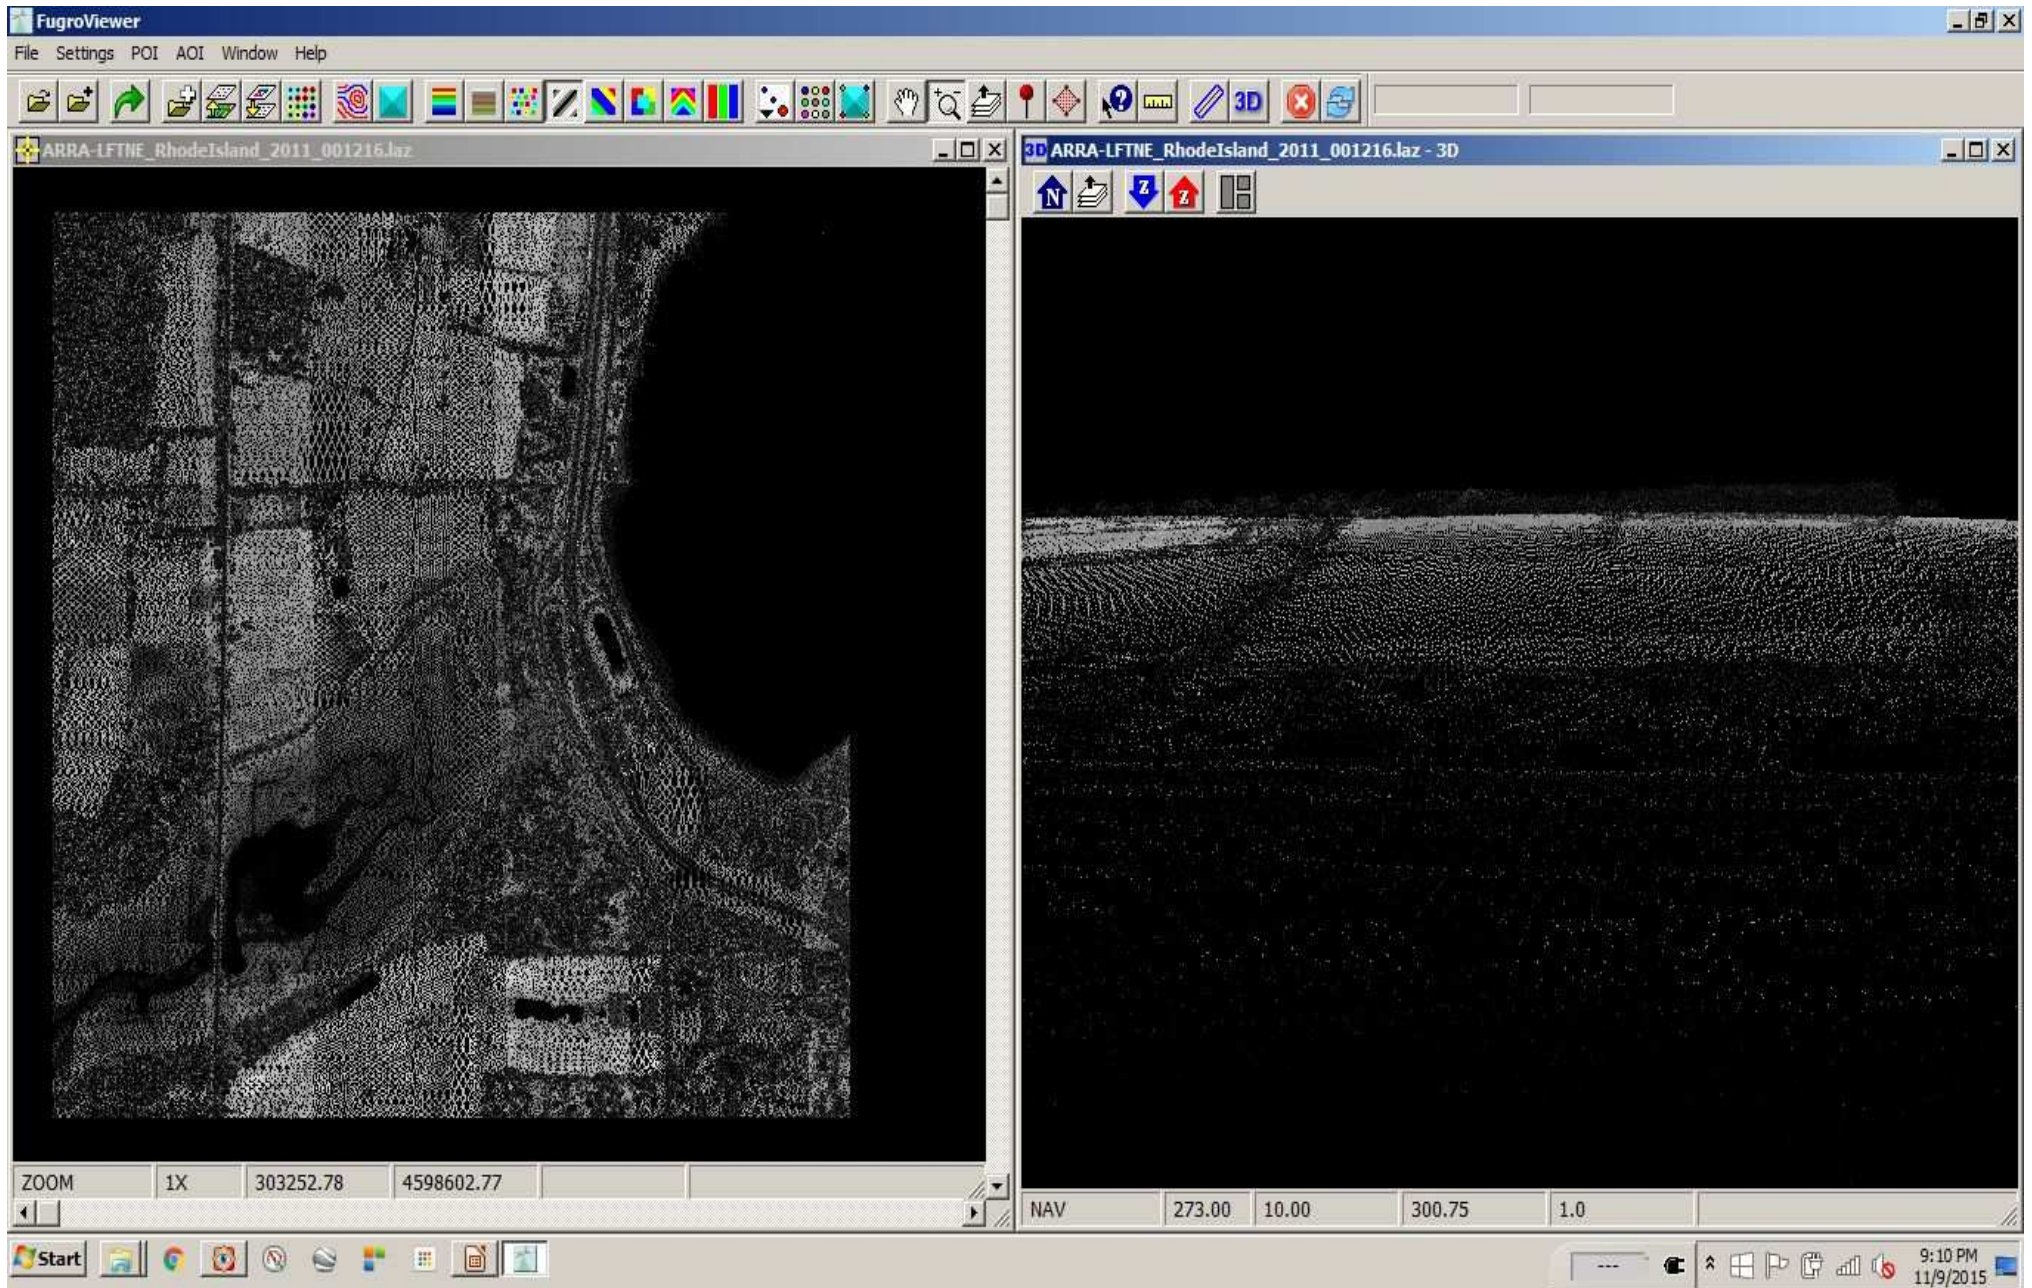 FugroViewer
File Settings POI AOI Window Help
3D
ARRA-LFTNE_RhodeIsland_2011_001216.laz
3D ARRA-LFTNE_RhodeIsland_2011_001216.laz - 3D
N Z Z
ZOOM 1X 303252.78 4598602.77
NAV 273.00 10.00 300.75 1.0
Start
--- 9:10 PM
11/9/2015